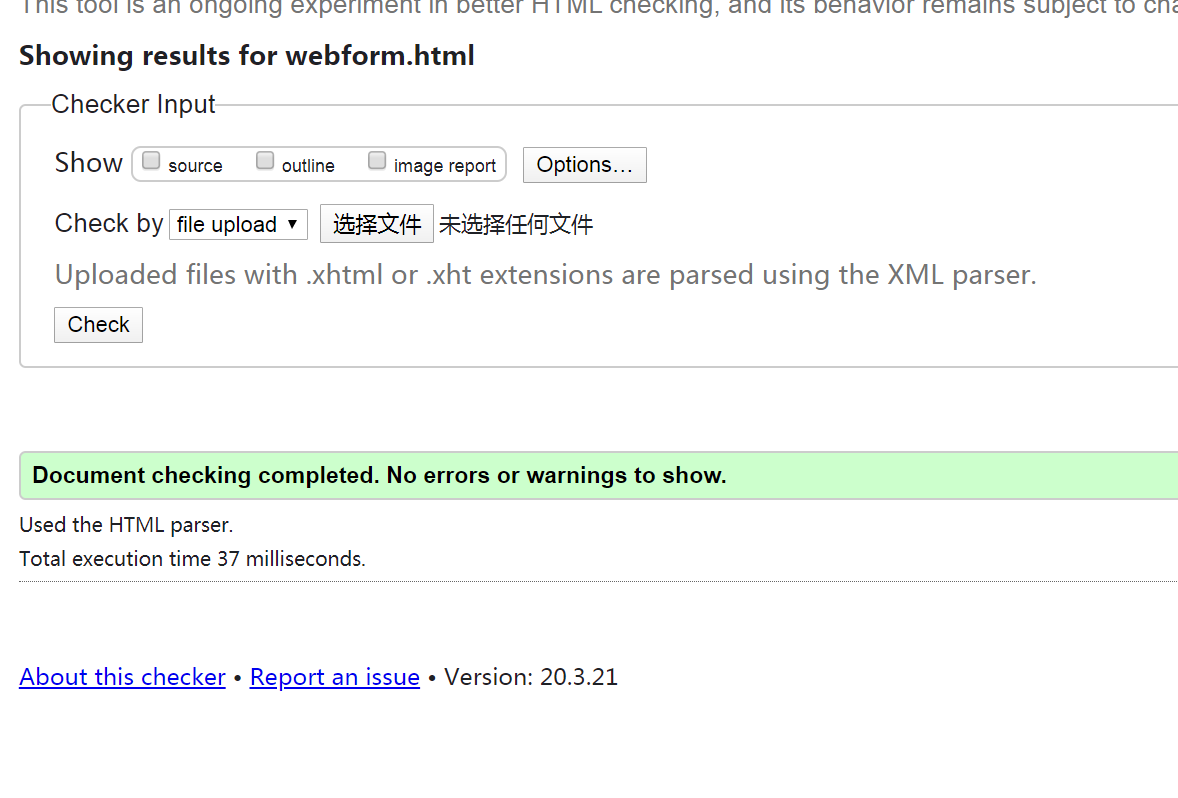 This tool is an ongoing experiment in better HTML checking, and its behavior remains subject to
Showing results for webform.html
Checker Input
Show source outline image report Options...
Check by file upload ▼ 选择文件 未选择任何文件
Uploaded files with .xhtml or .xht extensions are parsed using the XML parser.
Check
Document checking completed. No errors or warnings to show.
Used the HTML parser.
Total execution time 37 milliseconds.
About this checker • Report an issue • Version: 20.3.21